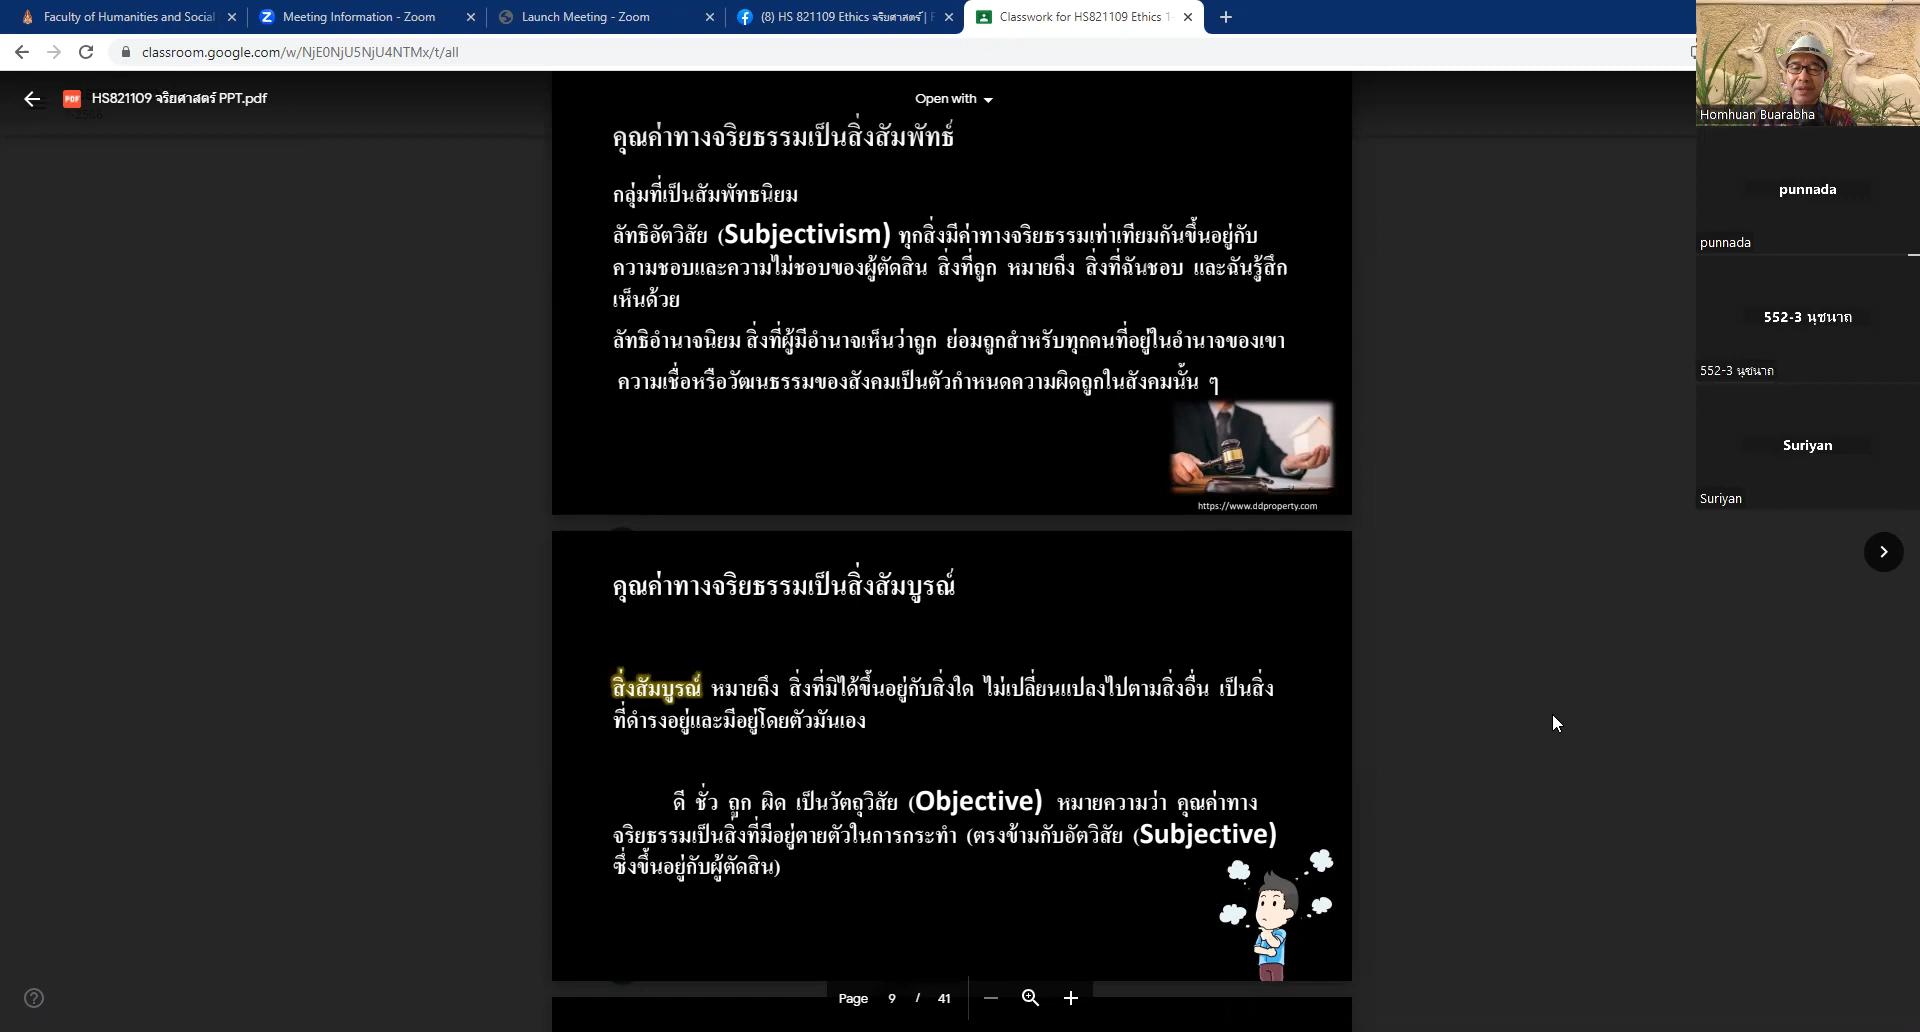 Faculty of Humanities and Social
Meeting Information - Zoom
Launch Meeting - Zoom
(8) HS 821109 Ethics จริยศาสตร์ | F
Classwork for HS821109 Ethics 1
classroom.google.com/w/NjE0NjU5NjU4NTMx/t/all
PDF
HS821109 จริยศาสตร์ PPT.pdf
Open with
คุณค่าทางจริยธรรมเป็นสิ่งสัมพัทธ์
กลุ่มที่เป็นสัมพัทธนิยม
ลัทธิอัตวิสัย (Subjectivism) ทุกสิ่งมีค่าทางจริยธรรมเท่าเทียมกันขึ้นอยู่กับ
ความชอบและความไม่ชอบของผู้ตัดสิน สิ่งที่ถูก หมายถึง สิ่งที่ฉันชอบ และฉันรู้สึก
เห็นด้วย
ลัทธิอำนาจนิยม สิ่งที่ผู้มีอำนาจเห็นว่าถูก ย่อมถูกสำหรับทุกคนที่อยู่ในอำนาจของเขา
ความเชื่อหรือวัฒนธรรมของสังคมเป็นตัวกำหนดความผิดถูกในสังคมนั้น ๆ
https://www.ddproperty.com
คุณค่าทางจริยธรรมเป็นสิ่งสัมบูรณ์
สิ่งสัมบูรณ์ หมายถึง สิ่งที่มิได้ขึ้นอยู่กับสิ่งใด ไม่เปลี่ยนแปลงไปตามสิ่งอื่น เป็นสิ่ง
ที่ดำรงอยู่และมีอยู่โดยตัวมันเอง
ดี ชั่ว ถูก ผิด เป็นวัตถุวิสัย (Objective) หมายความว่า คุณค่าทาง
จริยธรรมเป็นสิ่งที่มีอยู่ตายตัวในการกระทำ (ตรงข้ามกับอัตวิสัย (Subjective)
ซึ่งขึ้นอยู่กับผู้ตัดสิน)
Page 9 / 41
Homhuan Buarabha
punnada
punnada
552-3 นุชนาถ
552-3 นุชนาถ
Suriyan
Suriyan